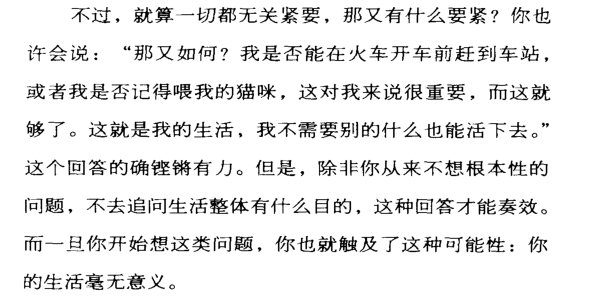 不过，就算一切都无关紧要，那又有什么要紧？你也
许会说：“那又如何？我是否能在火车开车前赶到车站，
或者我是否记得喂我的猫咪，这对我来说很重要，而这就
够了。这就是我的生活，我不需要别的什么也能活下去。”
这个回答的确铿锵有力。但是，除非你从来不想根本性的
问题，不去追问生活整体有什么目的，这种回答才能奏效。
而一旦你开始想这类问题，你也就触及了这种可能性：你
的生活毫无意义。